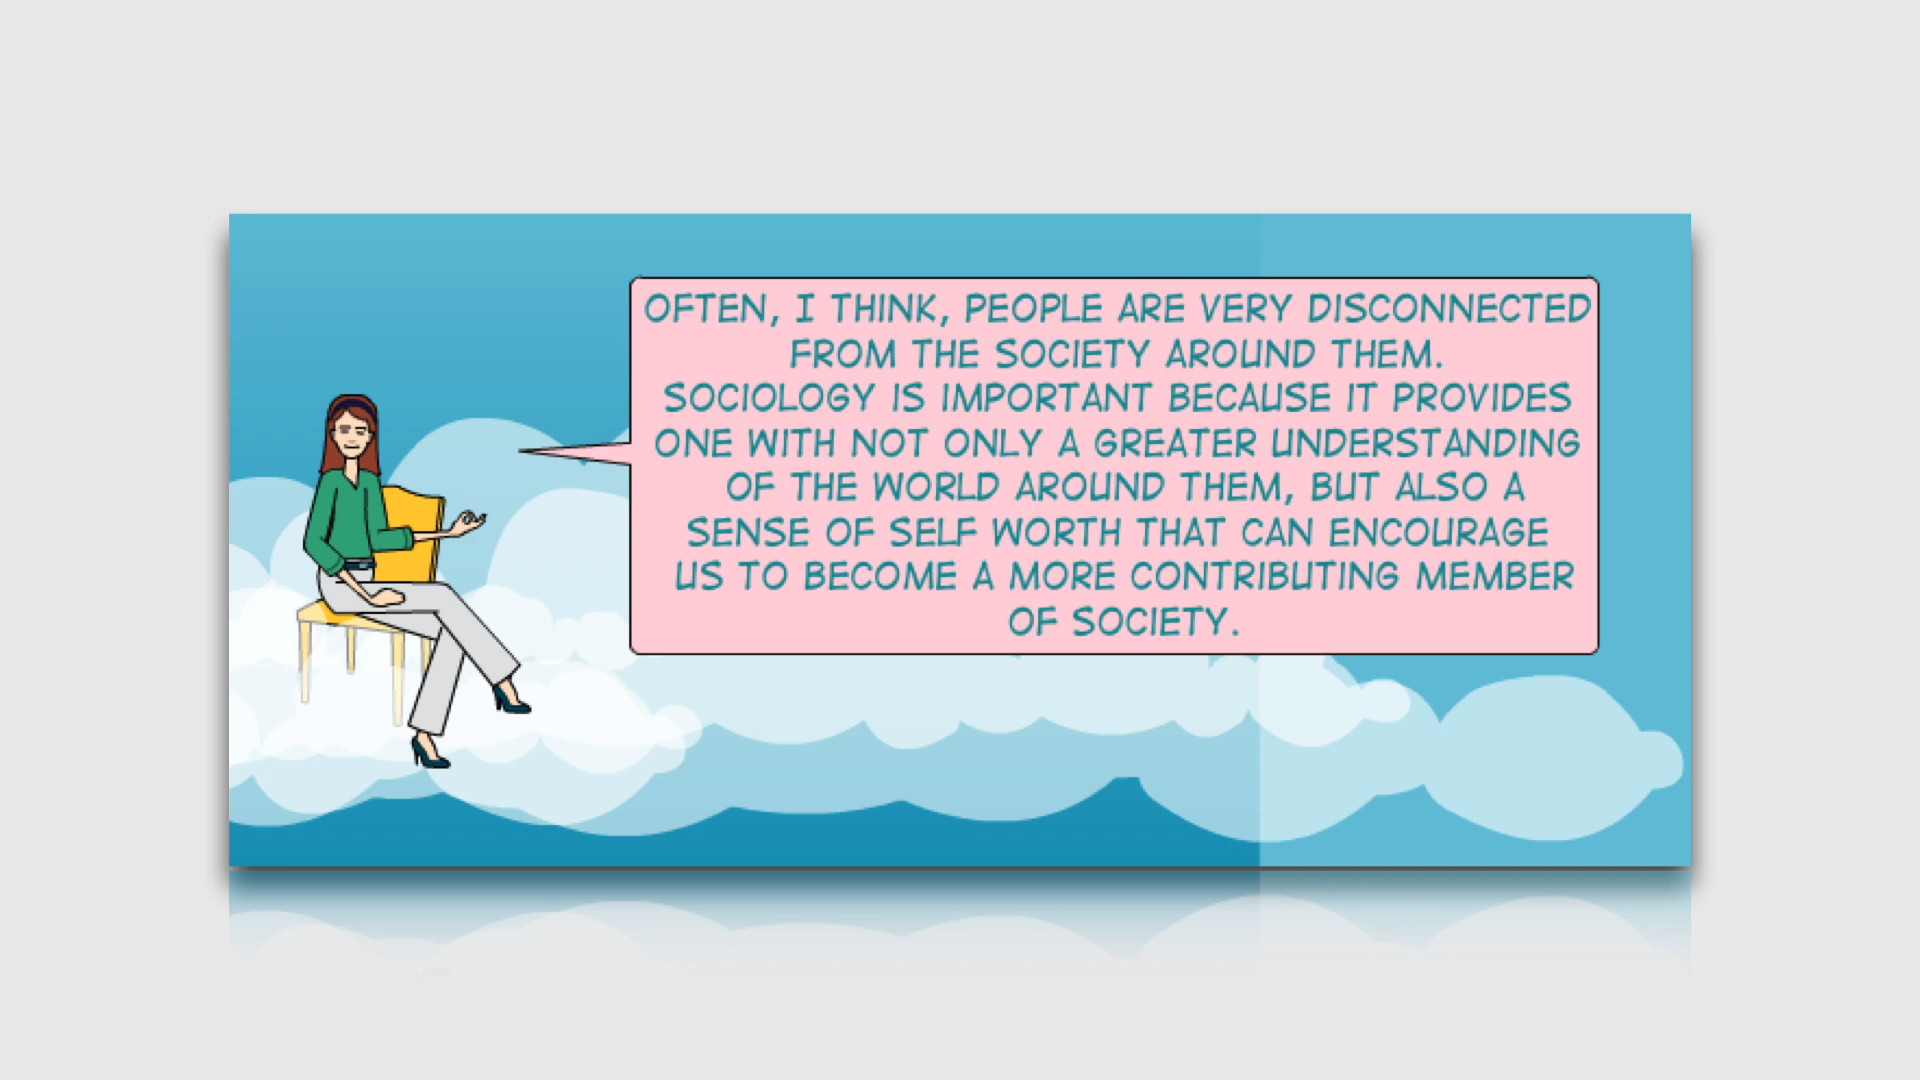 OFTEN, I THINK, PEOPLE ARE VERY DISCONNECTED
FROM THE SOCIETY AROUND THEM.
SOCIOLOGY IS IMPORTANT BECAUSE IT PROVIDES
ONE WITH NOT ONLY A GREATER UNDERSTANDING
OF THE WORLD AROUND THEM, BUT ALSO A
SENSE OF SELF WORTH THAT CAN ENCOURAGE
US TO BECOME A MORE CONTRIBUTING MEMBER
OF SOCIETY.